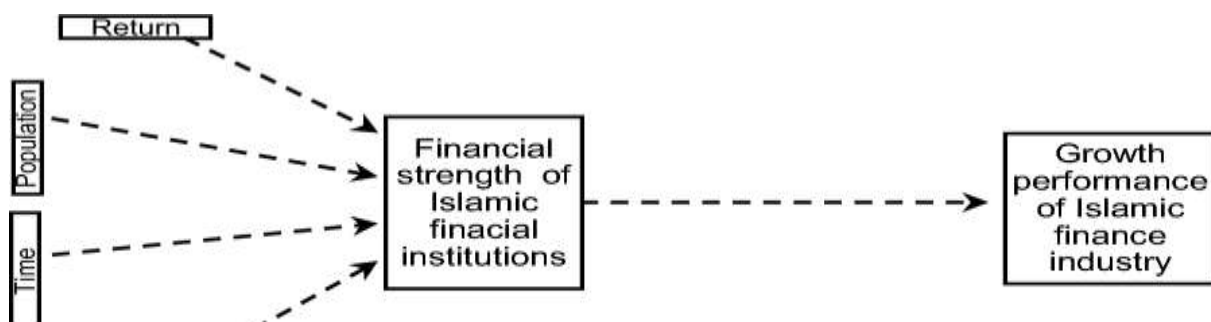 Return
Population
Time
Financial
strength of
Islamic
finacial
institutions
Growth
performance
of Islamic
finance
industry